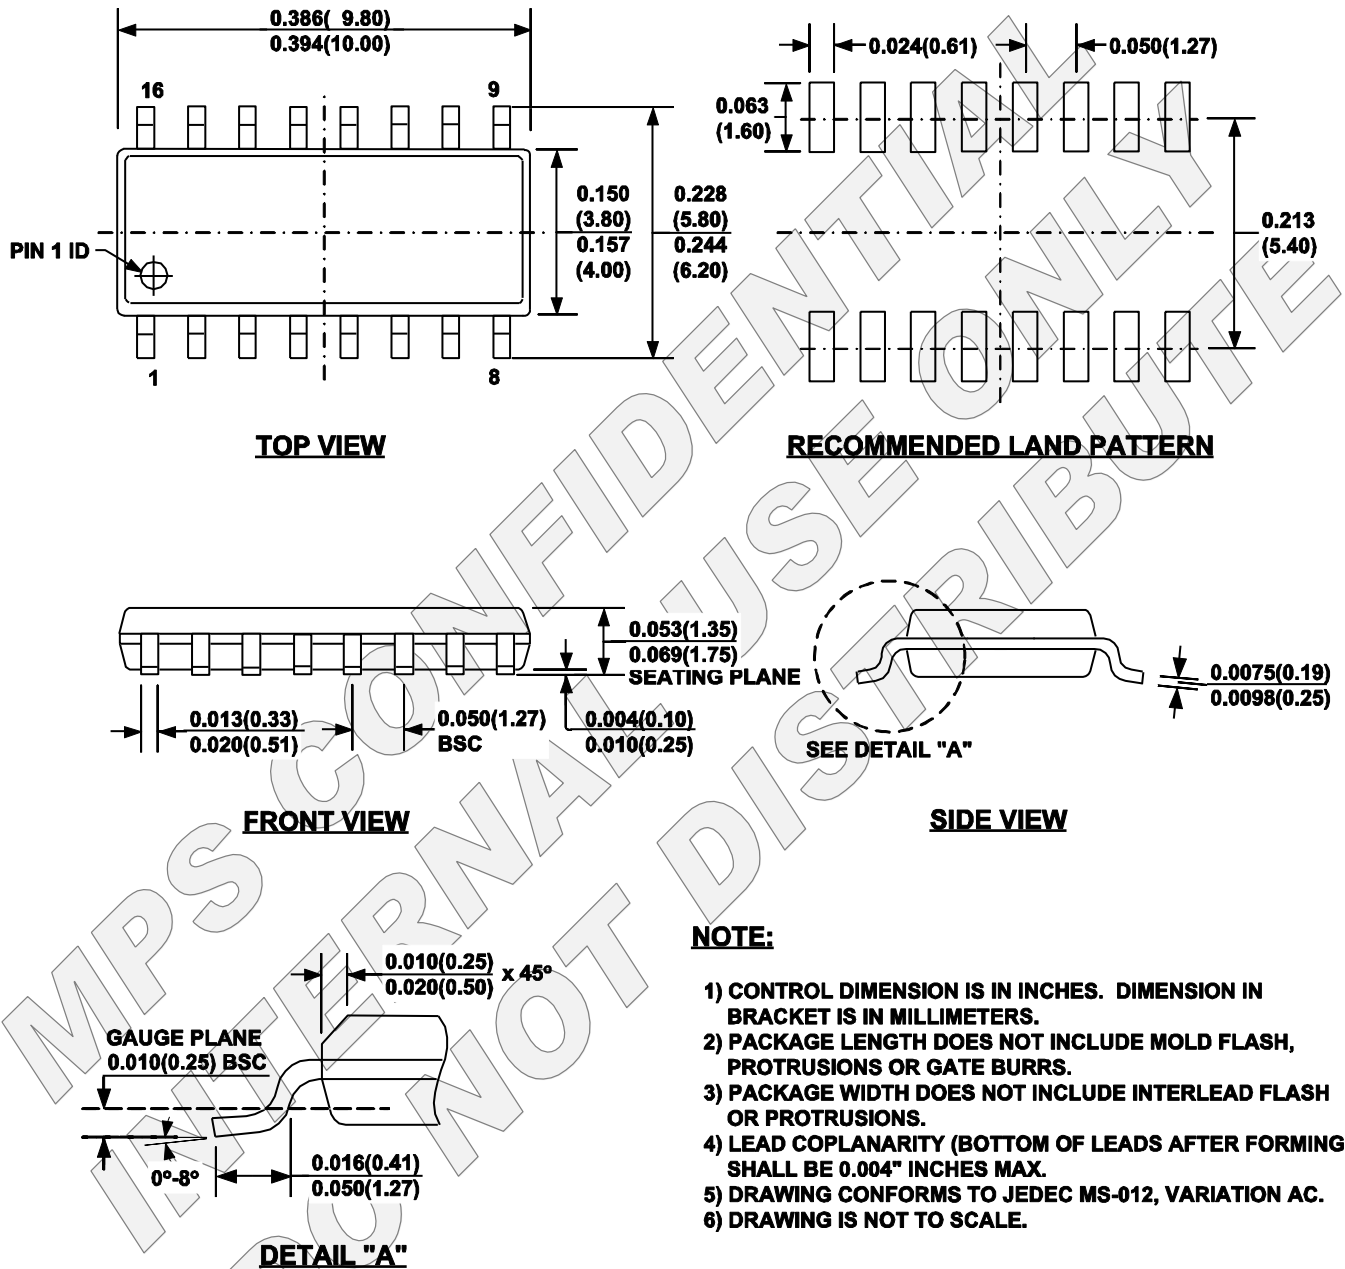 0.386( 9.80)
0.394(10.00)
16
9
PIN 1 ID
1
8
0.150
(3.80)
0.157
(4.00)
0.228
(5.80)
0.244
(6.20)
TOP VIEW
0.024(0.61)
0.050(1.27)
0.063
(1.60)
0.213
(5.40)
RECOMMENDED LAND PATTERN
0.053(1.35)
0.069(1.75)
SEATING PLANE
0.013(0.33)
0.020(0.51)
0.050(1.27)
BSC
0.004(0.10)
0.010(0.25)
FRONT VIEW
0.0075(0.19)
0.0098(0.25)
SEE DETAIL "A"
SIDE VIEW
0.010(0.25)
0.020(0.50)
x 45º
GAUGE PLANE
0.010(0.25) BSC
0º-8º
0.016(0.41)
0.050(1.27)
DETAIL "A"
NOTE:
1) CONTROL DIMENSION IS IN INCHES. DIMENSION IN
BRACKET IS IN MILLIMETERS.
2) PACKAGE LENGTH DOES NOT INCLUDE MOLD FLASH,
PROTRUSIONS OR GATE BURRS.
3) PACKAGE WIDTH DOES NOT INCLUDE INTERLEAD FLASH
OR PROTRUSIONS.
4) LEAD COPLANARITY (BOTTOM OF LEADS AFTER FORMING
SHALL BE 0.004" INCHES MAX.
5) DRAWING CONFORMS TO JEDEC MS-012, VARIATION AC.
6) DRAWING IS NOT TO SCALE.
MPS CONFIDENTIAL
INTERNAL USE ONLY
DO NOT DISTRIBUTE